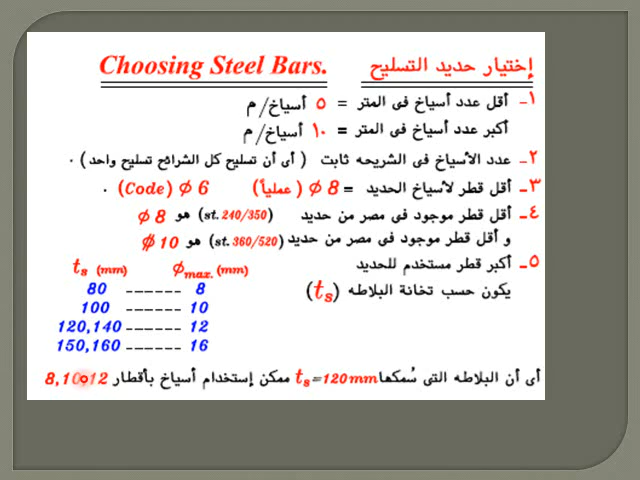 إختيار حديد التسليح Choosing Steel Bars.
١- أقل عدد أسياخ فى المتر = ٥ أسياخ/م
أكبر عدد أسياخ فى المتر = ١٠ أسياخ/م
٢- عدد الأسياخ فى الشريحه ثابت ( أى أن تسليح كل الشرائح تسليح واحد ) .
٣- أقل قطر لأسياخ الحديد = ϕ 8 ( عملياً ) ϕ 6 (Code) .
٤- أقل قطر موجود فى مصر من حديد (st. 240/350) هو ϕ 8
و أقل قطر موجود فى مصر من حديد (st. 360/520) هو ϕ 10
٥- أكبر قطر مستخدم للحديد
يكون حسب تخانة البلاطه (ts)
ts (mm) ϕmax. (mm)
80 ------ 8
100 ------ 10
120,140 ------ 12
150,160 ------ 16
أى أن البلاطه التى سُمكها ts=120mm ممكن إستخدام أسياخ بأقطار 8,10,12